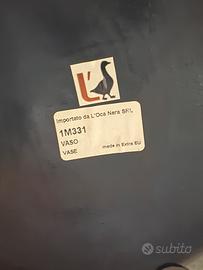 L'
Importato da L'Oca Nera SRL
1M331
VASO
VASE
made in Extra EU
subito